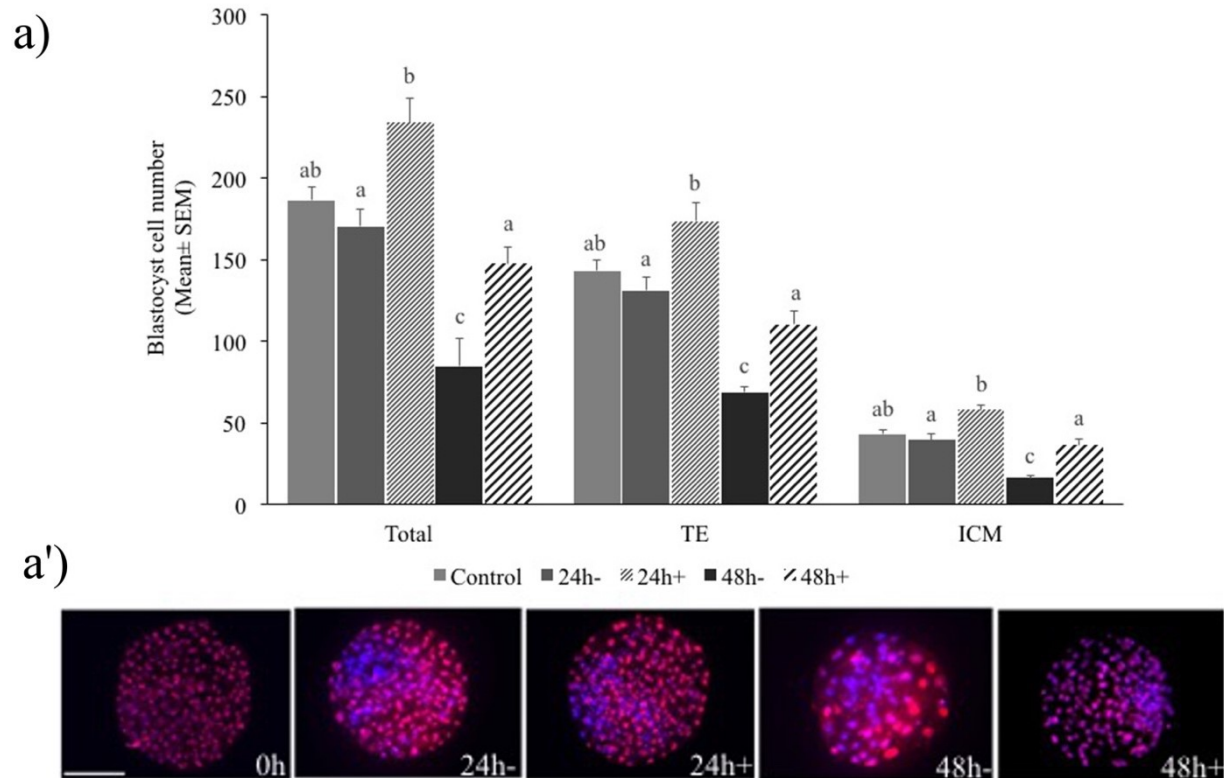 a)
300
250
200
150
100
50
0
Blastocyst cell number
(Mean± SEM)
ab
a
b
c
a
ab
a
b
c
a
ab
a
b
c
a
Total TE ICM
Control 24h- 24h+ 48h- 48h+
a')
0h 24h- 24h+ 48h- 48h+